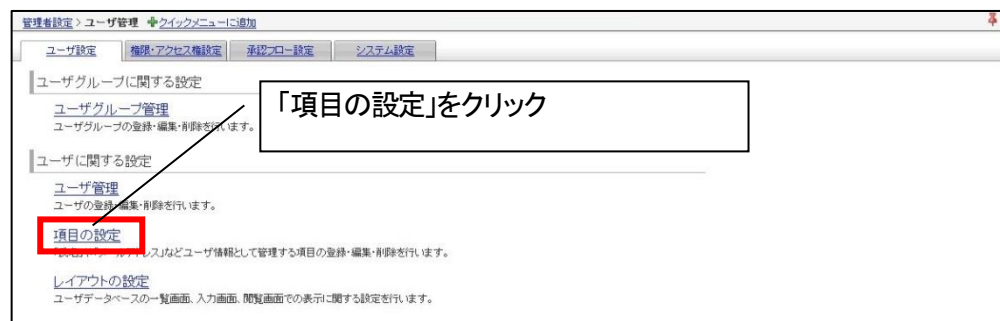 管理者設定 > ユーザ管理 クイックメニューに追加
ユーザ設定 権限・アクセス権設定 承認フロー設定 システム設定
ユーザグループに関する設定
「項目の設定」をクリック
ユーザグループ管理
ユーザグループの登録・編集・削除を行います。
ユーザに関する設定
ユーザ管理
ユーザの登録・編集・削除を行います。
項目の設定
「氏名」や「メールアドレス」などユーザ情報として管理する項目の登録・編集・削除を行います。
レイアウトの設定
ユーザデータベースの一覧画面、入力画面、閲覧画面での表示に関する設定を行います。